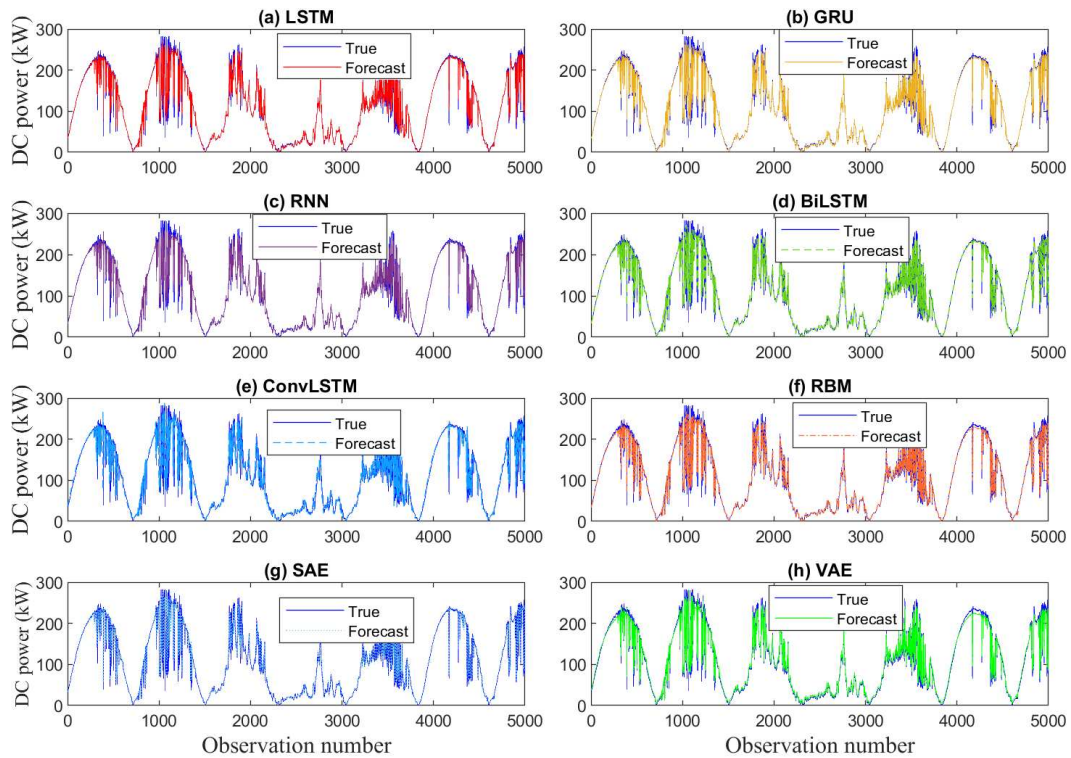 (a) LSTM
DC power (kW)
300
200
100
0
True
Forecast
0 1000 2000 3000 4000 5000
(b) GRU
300
200
100
0
True
Forecast
0 1000 2000 3000 4000 5000
(c) RNN
DC power (kW)
300
200
100
0
True
Forecast
0 1000 2000 3000 4000 5000
(d) BiLSTM
300
200
100
0
True
Forecast
0 1000 2000 3000 4000 5000
(e) ConvLSTM
DC power (kW)
300
200
100
0
True
Forecast
0 1000 2000 3000 4000 5000
(f) RBM
300
200
100
0
True
Forecast
0 1000 2000 3000 4000 5000
(g) SAE
DC power (kW)
300
200
100
0
True
Forecast
0 1000 2000 3000 4000 5000
Observation number
(h) VAE
300
200
100
0
True
Forecast
0 1000 2000 3000 4000 5000
Observation number